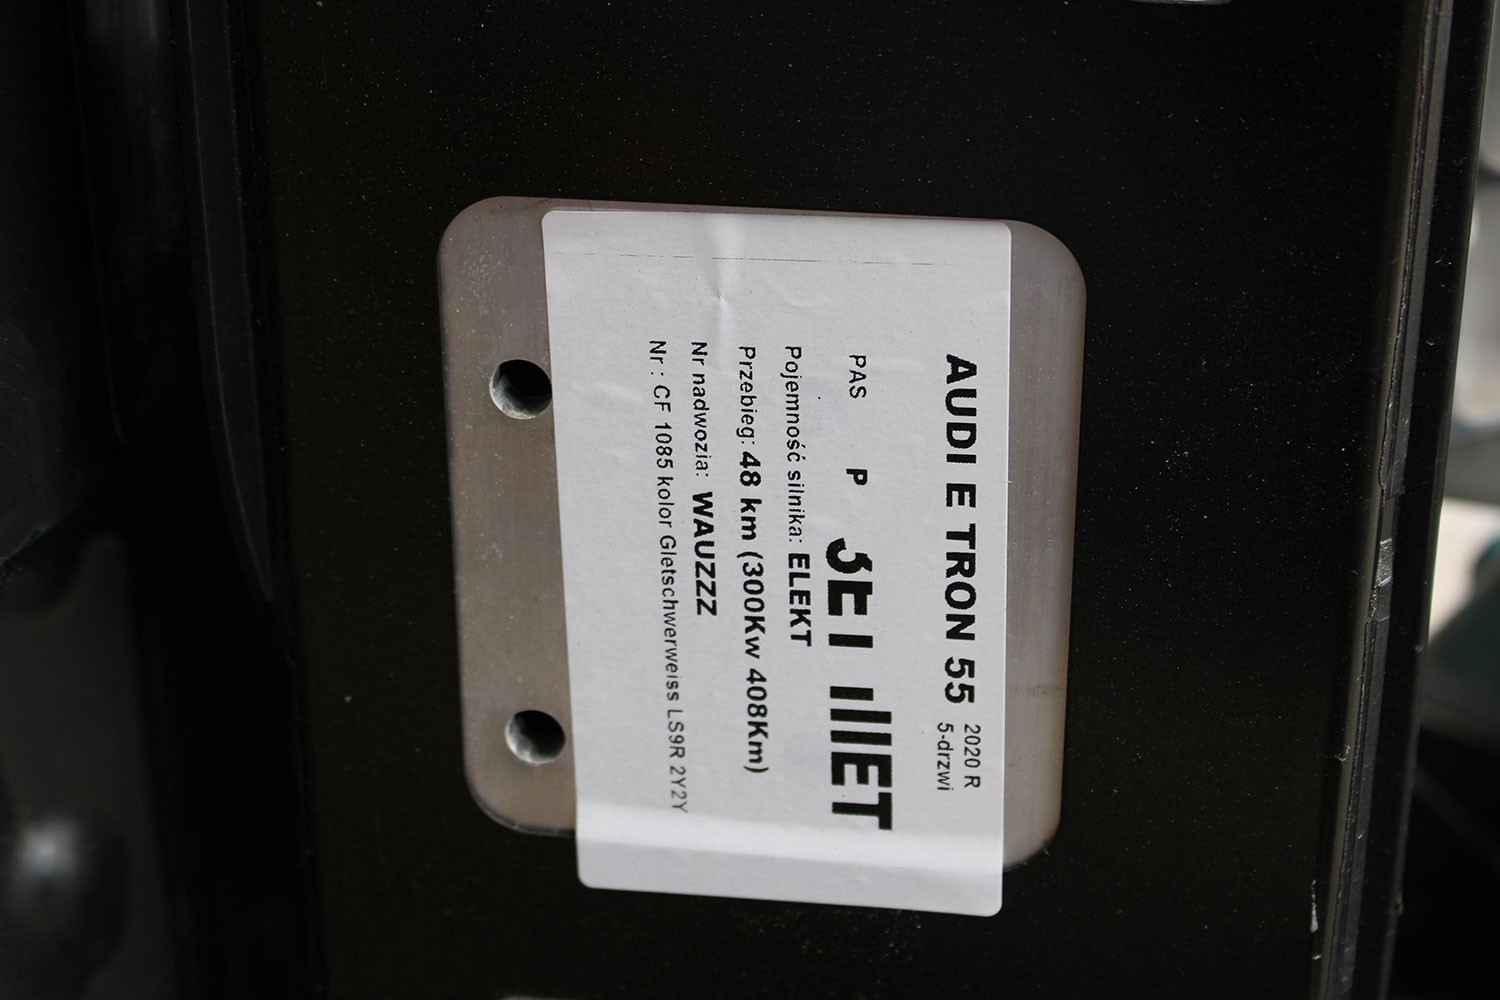 AUDI E TRON 55 2020 R
5-drzwi
PAS P
Pojemność silnika: ELEKT
Przebieg: 48 km (300Kw 408Km)
Nr nadwozia: WAUZZZ
Nr : CF 1085 kolor Gletschwerweiss LS9R 2Y2Y